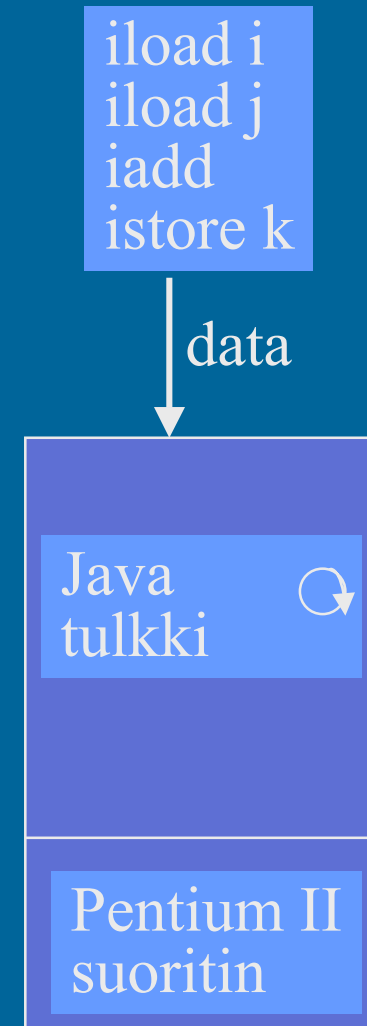 iload i
iload j
iadd
istore k
data
Java
tulkki
Pentium II
suoritin